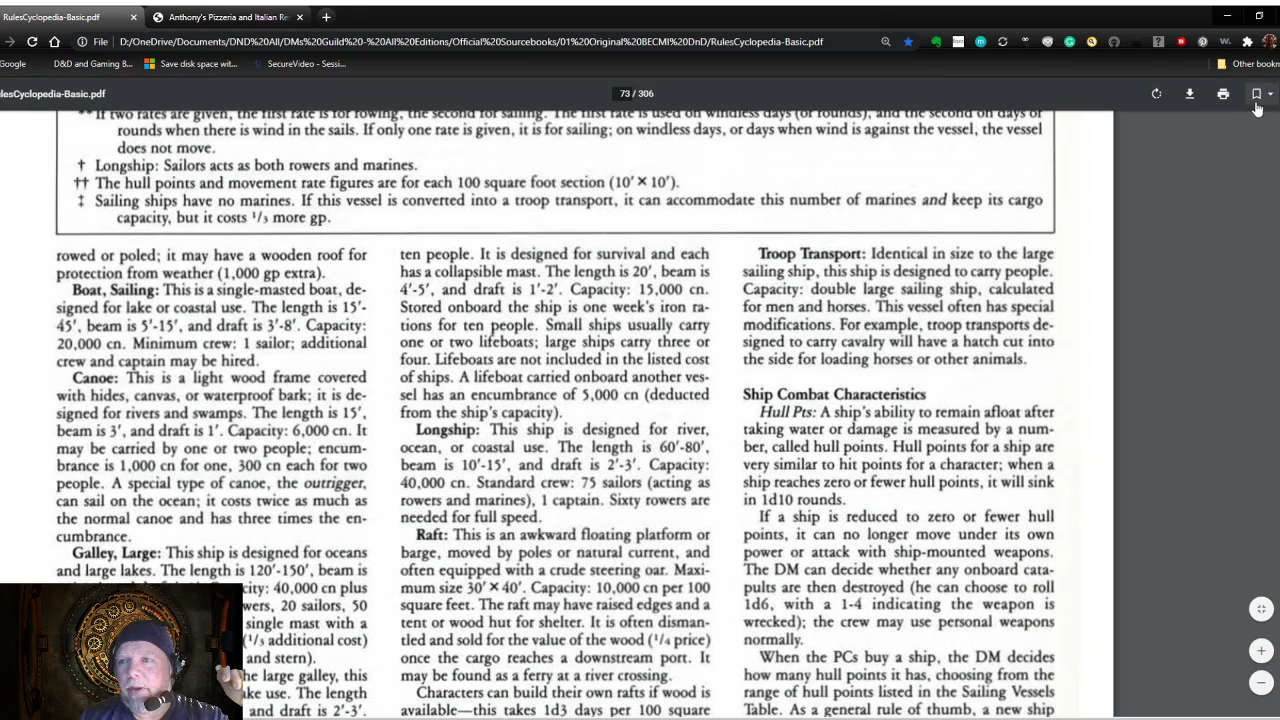 RulesCyclopedia-Basic.pdf
Anthony's Pizzeria and Italian Re
File
D:/OneDrive/Documents/DND%20All/DMs%20Guild%20-%20All%20Editions/Official%20Sourcebooks/01%20Original%20BECMI%20DnD/RulesCyclopedia-Basic.pdf
Google
D&D and Gaming B...
Save disk space wit...
SecureVideo - Sessi...
Other bookm
ulesCyclopedia-Basic.pdf
73 / 306
** If two rates are given, the first rate is for rowing, the second for sailing. The first rate is used on windless days (or rounds), and the second on days or
rounds when there is wind in the sails. If only one rate is given, it is for sailing; on windless days, or days when wind is against the vessel, the vessel
does not move.
† Longship: Sailors acts as both rowers and marines.
†† The hull points and movement rate figures are for each 100 square foot section (10' × 10').
‡ Sailing ships have no marines. If this vessel is converted into a troop transport, it can accommodate this number of marines and keep its cargo
capacity, but it costs 1/3 more gp.
rowed or poled; it may have a wooden roof for
protection from weather (1,000 gp extra).
Boat, Sailing: This is a single-masted boat, de-
signed for lake or coastal use. The length is 15'-
45', beam is 5'-15', and draft is 3'-8'. Capacity:
20,000 cn. Minimum crew: 1 sailor; additional
crew and captain may be hired.
Canoe: This is a light wood frame covered
with hides, canvas, or waterproof bark; it is de-
signed for rivers and swamps. The length is 15',
beam is 3', and draft is 1'. Capacity: 6,000 cn. It
may be carried by one or two people; encum-
brance is 1,000 cn for one, 300 cn each for two
people. A special type of canoe, the outrigger,
can sail on the ocean; it costs twice as much as
the normal canoe and has three times the en-
cumbrance.
Galley, Large: This ship is designed for oceans
and large lakes. The length is 120'-150', beam is
city: 40,000 cn plus
wers, 20 sailors, 50
single mast with a
(1/3 additional cost)
and stern).
he large galley, this
ake use. The length
and draft is 2'-3'.
ten people. It is designed for survival and each
has a collapsible mast. The length is 20', beam is
4'-5', and draft is 1'-2'. Capacity: 15,000 cn.
Stored onboard the ship is one week's iron ra-
tions for ten people. Small ships usually carry
one or two lifeboats; large ships carry three or
four. Lifeboats are not included in the listed cost
of ships. A lifeboat carried onboard another ves-
sel has an encumbrance of 5,000 cn (deducted
from the ship's capacity).
Longship: This ship is designed for river,
ocean, or coastal use. The length is 60'-80',
beam is 10'-15', and draft is 2'-3'. Capacity:
40,000 cn. Standard crew: 75 sailors (acting as
rowers and marines), 1 captain. Sixty rowers are
needed for full speed.
Raft: This is an awkward floating platform or
barge, moved by poles or natural current, and
often equipped with a crude steering oar. Maxi-
mum size 30' × 40'. Capacity: 10,000 cn per 100
square feet. The raft may have raised edges and a
tent or wood hut for shelter. It is often disman-
tled and sold for the value of the wood (1/4 price)
once the cargo reaches a downstream port. It
may be found as a ferry at a river crossing.
Characters can build their own rafts if wood is
available—this takes 1d3 days per 100 square
Troop Transport: Identical in size to the large
sailing ship, this ship is designed to carry people.
Capacity: double large sailing ship, calculated
for men and horses. This vessel often has special
modifications. For example, troop transports de-
signed to carry cavalry will have a hatch cut into
the side for loading horses or other animals.
Ship Combat Characteristics
Hull Pts: A ship's ability to remain afloat after
taking water or damage is measured by a num-
ber, called hull points. Hull points for a ship are
very similar to hit points for a character; when a
ship reaches zero or fewer hull points, it will sink
in 1d10 rounds.
If a ship is reduced to zero or fewer hull
points, it can no longer move under its own
power or attack with ship-mounted weapons.
The DM can decide whether any onboard cata-
pults are then destroyed (he can choose to roll
1d6, with a 1-4 indicating the weapon is
wrecked); the crew may use personal weapons
normally.
When the PCs buy a ship, the DM decides
how many hull points it has, choosing from the
range of hull points listed in the Sailing Vessels
Table. As a general rule of thumb, a new ship